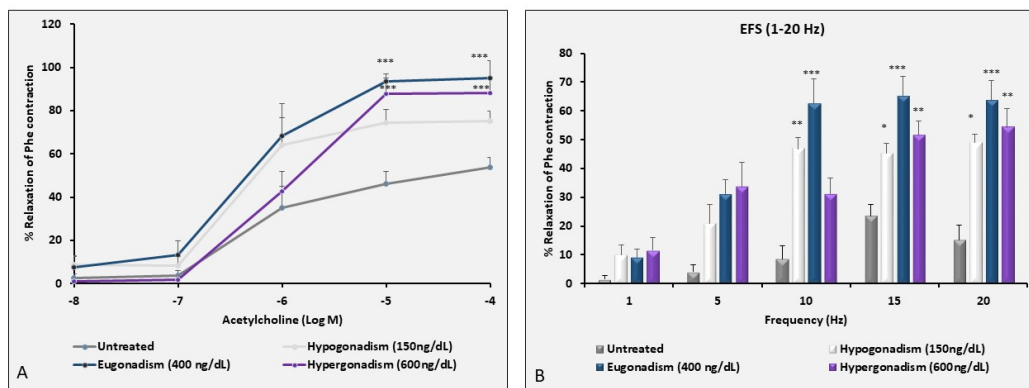 120
100
80
60
40
20
0
% Relaxation of Phe contraction
***
***
***
***
-8 -7 -6 -5 -4
Acetylcholine (Log M)
Untreated Hypogonadism (150ng/dL)
Eugonadism (400 ng/dL) Hypergonadism (600ng/dL)
A
EFS (1-20 Hz)
80
70
60
50
40
30
20
10
0
% Relaxation of Phe contraction
** *** * *** ** * *** **
1 5 10 15 20
Frequency (Hz)
Untreated Hypogonadism (150ng/dL)
Eugonadism (400 ng/dL) Hypergonadism (600ng/dL)
B